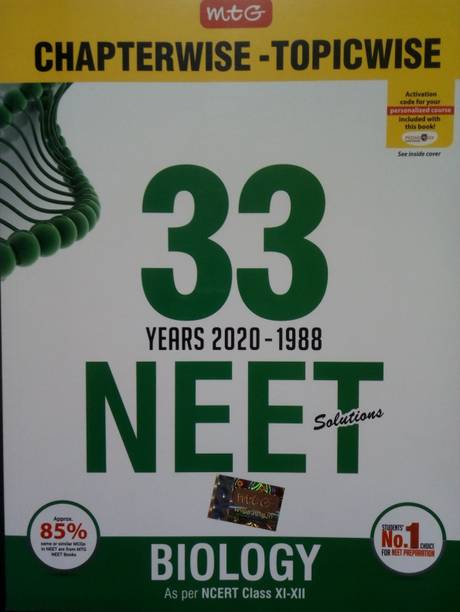 mtG
CHAPTERWISE -TOPICWISE
Activation
code for your
personalized course
included with
this book!
See inside cover
33
YEARS 2020-1988
NEET
Solutions
mtG
Approx.
85%
same or similar MCQs
in NEET are from MTG
NEET Books
STUDENTS'
No.1 CHOICE
FOR NEET PREPARATION
BIOLOGY
As per NCERT Class XI-XII